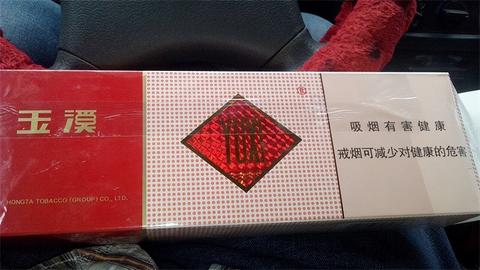 玉溪
HONGTA TOBACCO (GROUP) CO., LTD.
YUXI
®
吸烟有害健康
戒烟可减少对健康的危害